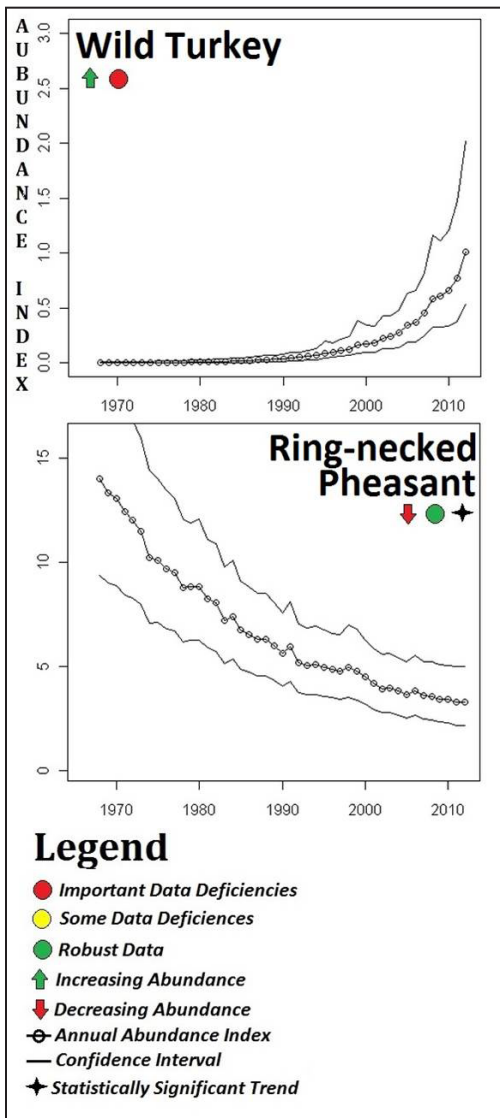 AUBUNDANCE INDEX
Wild Turkey
3.0
2.5
2.0
1.5
1.0
0.5
0.0
1970 1980 1990 2000 2010
Ring-necked
Pheasant
15
10
5
0
1970 1980 1990 2000 2010
Legend
Important Data Deficiencies
Some Data Deficiences
Robust Data
Increasing Abundance
Decreasing Abundance
Annual Abundance Index
Confidence Interval
Statistically Significant Trend